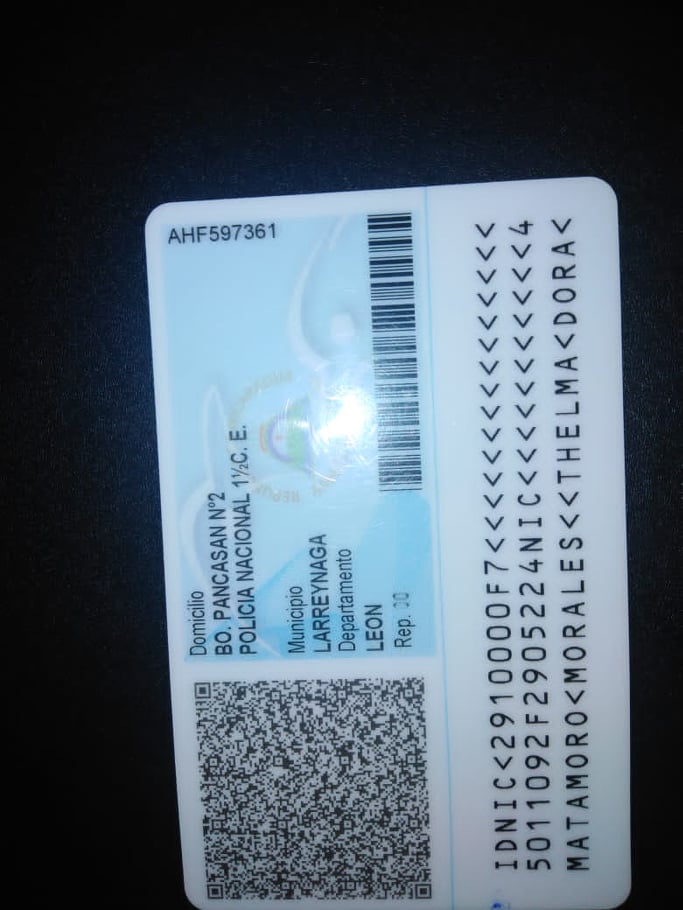 AHF597361
Domicilio
BO. PANCASAN N°2
POLICIA NACIONAL 1½C. E.
Municipio
LARREYNAGA
Departamento
LEON
Rep. 00
IDNIC<2910000F7<<<<<<<<<<<<<<<
5011092F2905224NIC<<<<<<<<<<<4
MATAMORO<MORALES<<THELMA<DORA<